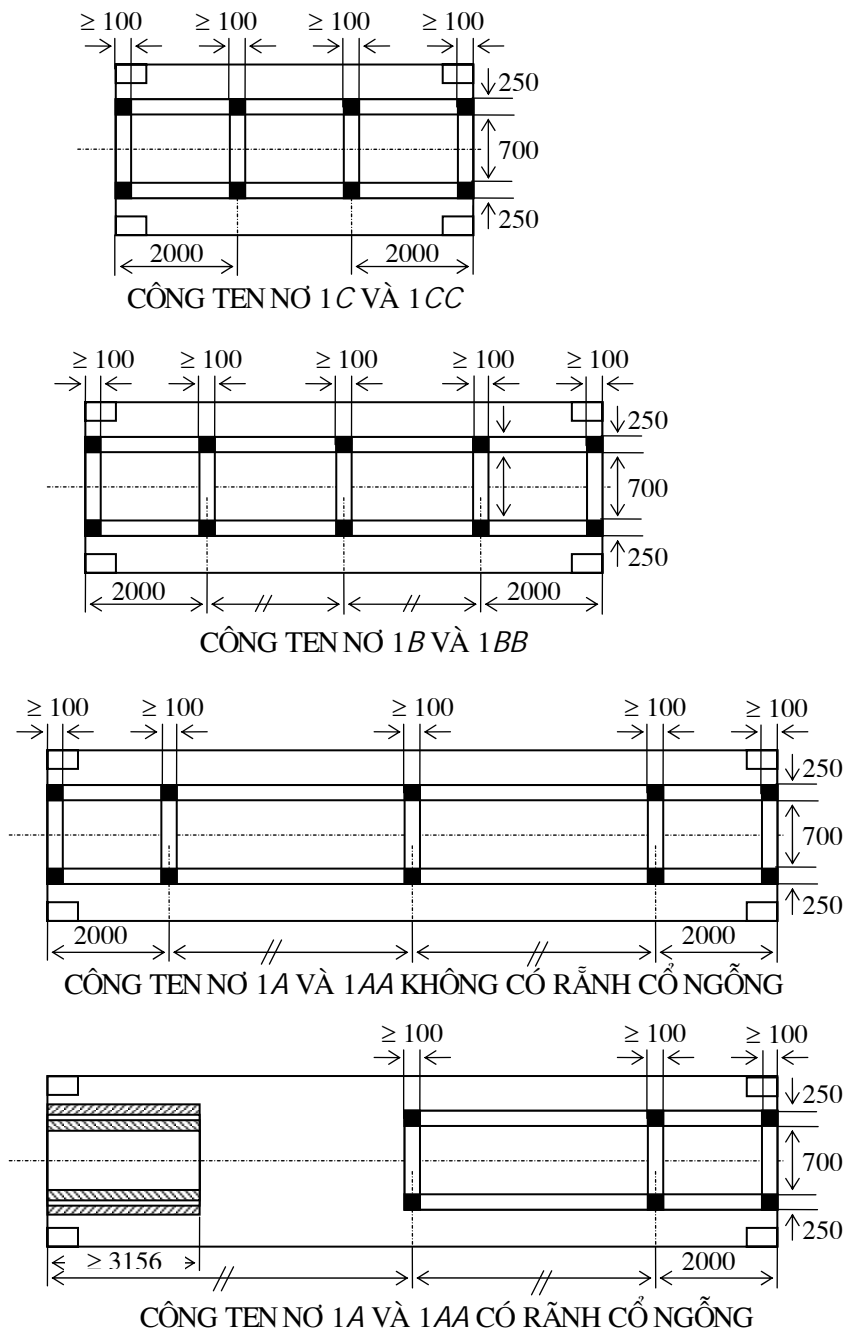 ≥ 100 ≥ 100 ≥ 100 ≥ 100
250
700
250
2000 2000
CÔNG TEN NƠ 1C VÀ 1CC
≥ 100 ≥ 100 ≥ 100 ≥ 100 ≥ 100
250
700
250
2000 2000
CÔNG TEN NƠ 1B VÀ 1BB
≥ 100 ≥ 100 ≥ 100 ≥ 100 ≥ 100
250
700
250
2000 2000
CÔNG TEN NƠ 1A VÀ 1AA KHÔNG CÓ RẴNH CỔ NGỖNG
≥ 100 ≥ 100 ≥ 100
250
700
250
≥ 3156 2000
CÔNG TEN NƠ 1A VÀ 1AA CÓ RÃNH CỔ NGỖNG